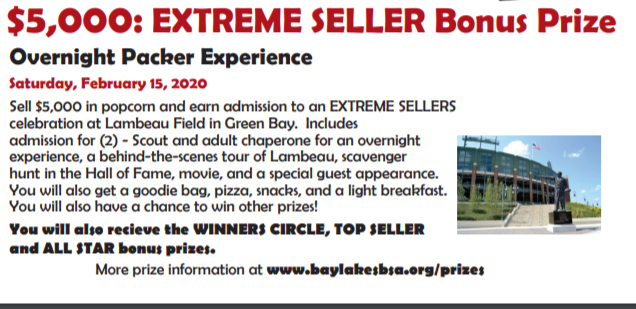 $5,000: EXTREME SELLER Bonus Prize
Overnight Packer Experience
Saturday, February 15, 2020
Sell $5,000 in popcorn and earn admission to an EXTREME SELLERS
celebration at Lambeau Field in Green Bay.  Includes
admission for (2) - Scout and adult chaperone for an overnight
experience, a behind-the-scenes tour of Lambeau, scavenger
hunt in the Hall of Fame, movie, and a special guest appearance.
You will also get a goodie bag, pizza, snacks, and a light breakfast.
You will also have a chance to win other prizes!
You will also recieve the WINNERS CIRCLE, TOP SELLER
and ALL STAR bonus prizes.
More prize information at www.baylakesbsa.org/prizes